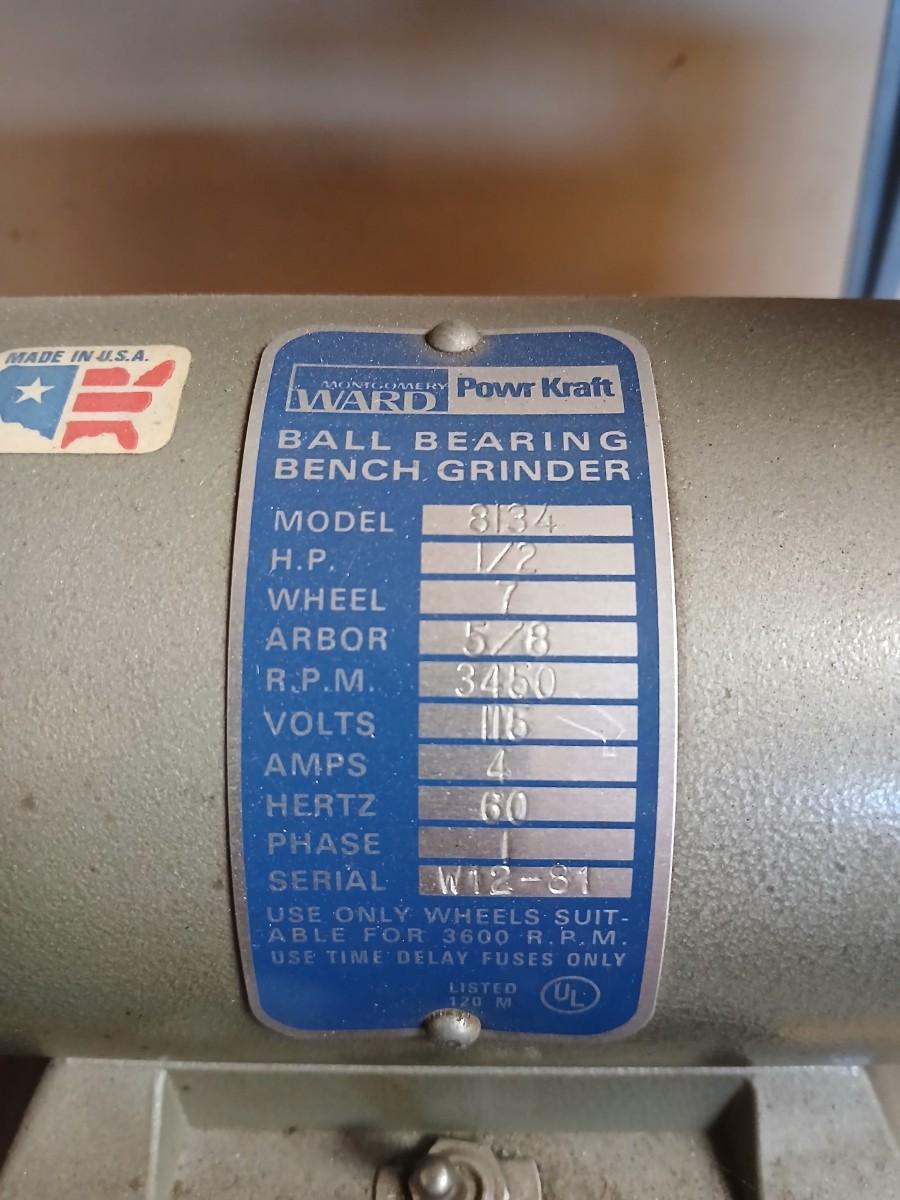 MADE IN U.S.A.
MONTGOMERY
WARD Powr Kraft
BALL BEARING
BENCH GRINDER
MODEL 8134
H.P. 1/2
WHEEL 7
ARBOR 5/8
R.P.M. 3450
VOLTS 115
AMPS 4
HERTZ 60
PHASE 1
SERIAL W12-81
USE ONLY WHEELS SUIT-
ABLE FOR 3600 R.P.M.
USE TIME DELAY FUSES ONLY
LISTED
120 M UL